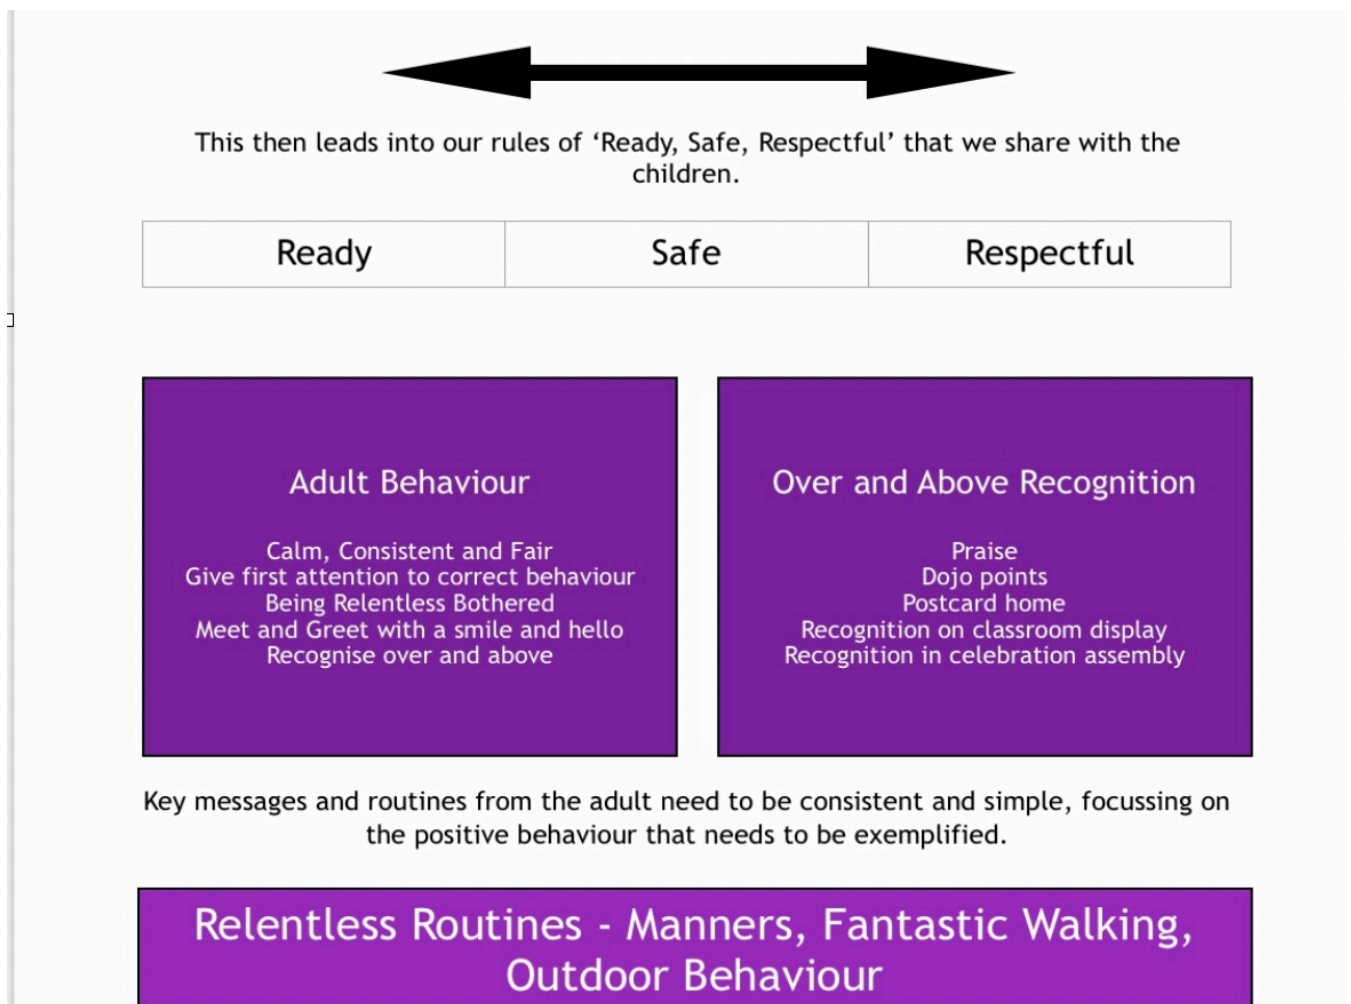 This then leads into our rules of ‘Ready, Safe, Respectful’ that we share with the
children.
Ready
Safe
Respectful
Adult Behaviour
Calm, Consistent and Fair
Give first attention to correct behaviour
Being Relentless Bothered
Meet and Greet with a smile and hello
Recognise over and above
Over and Above Recognition
Praise
Dojo points
Postcard home
Recognition on classroom display
Recognition in celebration assembly
Key messages and routines from the adult need to be consistent and simple, focussing on
the positive behaviour that needs to be exemplified.
Relentless Routines - Manners, Fantastic Walking,
Outdoor Behaviour